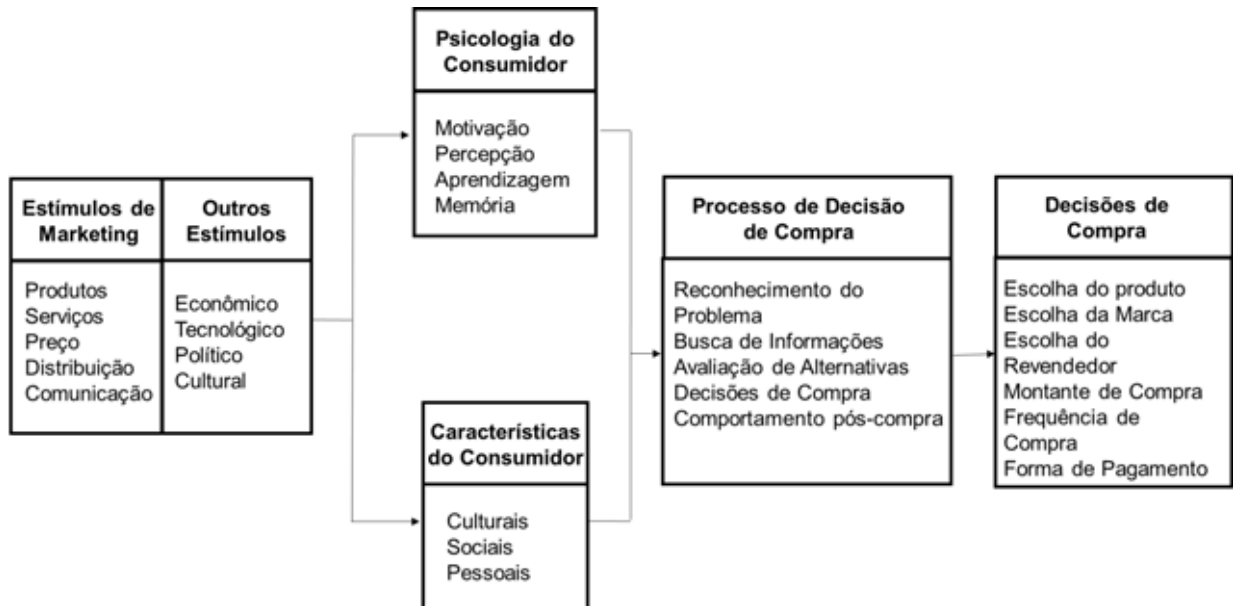 Estímulos de
Marketing
Produtos
Serviços
Preço
Distribuição
Comunicação
Outros
Estímulos
Econômico
Tecnológico
Político
Cultural
Psicologia do
Consumidor
Motivação
Percepção
Aprendizagem
Memória
Características
do Consumidor
Culturais
Sociais
Pessoais
Processo de Decisão
de Compra
Reconhecimento do
Problema
Busca de Informações
Avaliação de Alternativas
Decisões de Compra
Comportamento pós-compra
Decisões de
Compra
Escolha do produto
Escolha da Marca
Escolha do
Revendedor
Montante de Compra
Frequência de
Compra
Forma de Pagamento